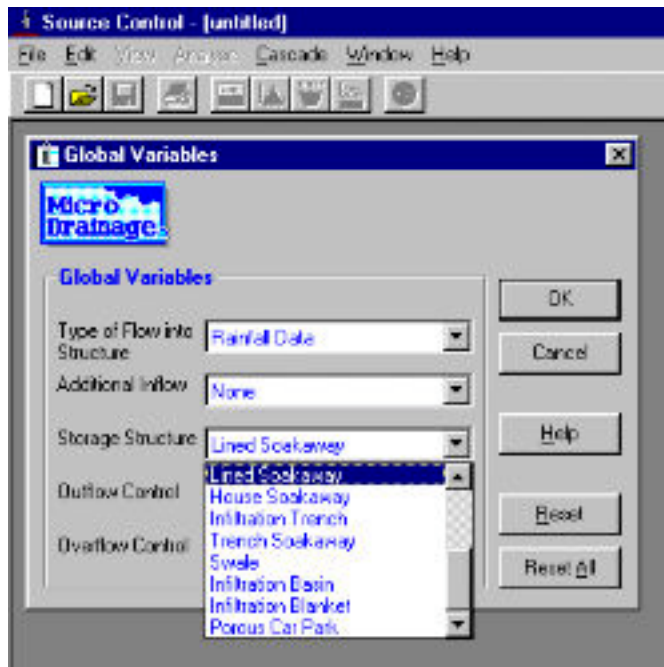 Source Control - [untitled]
File Edit View Analyse Cascade Window Help
Global Variables
Micro
Drainage
Global Variables
Type of Flow into
Structure
Rainfall Data
Additional Inflow
None
Storage Structure
Lined Soakaway
Lined Soakaway
House Soakaway
Infiltration Trench
Trench Soakaway
Swale
Infiltration Basin
Infiltration Blanket
Porous Car Park
Outflow Control
Overflow Control
OK
Cancel
Help
Reset
Reset All